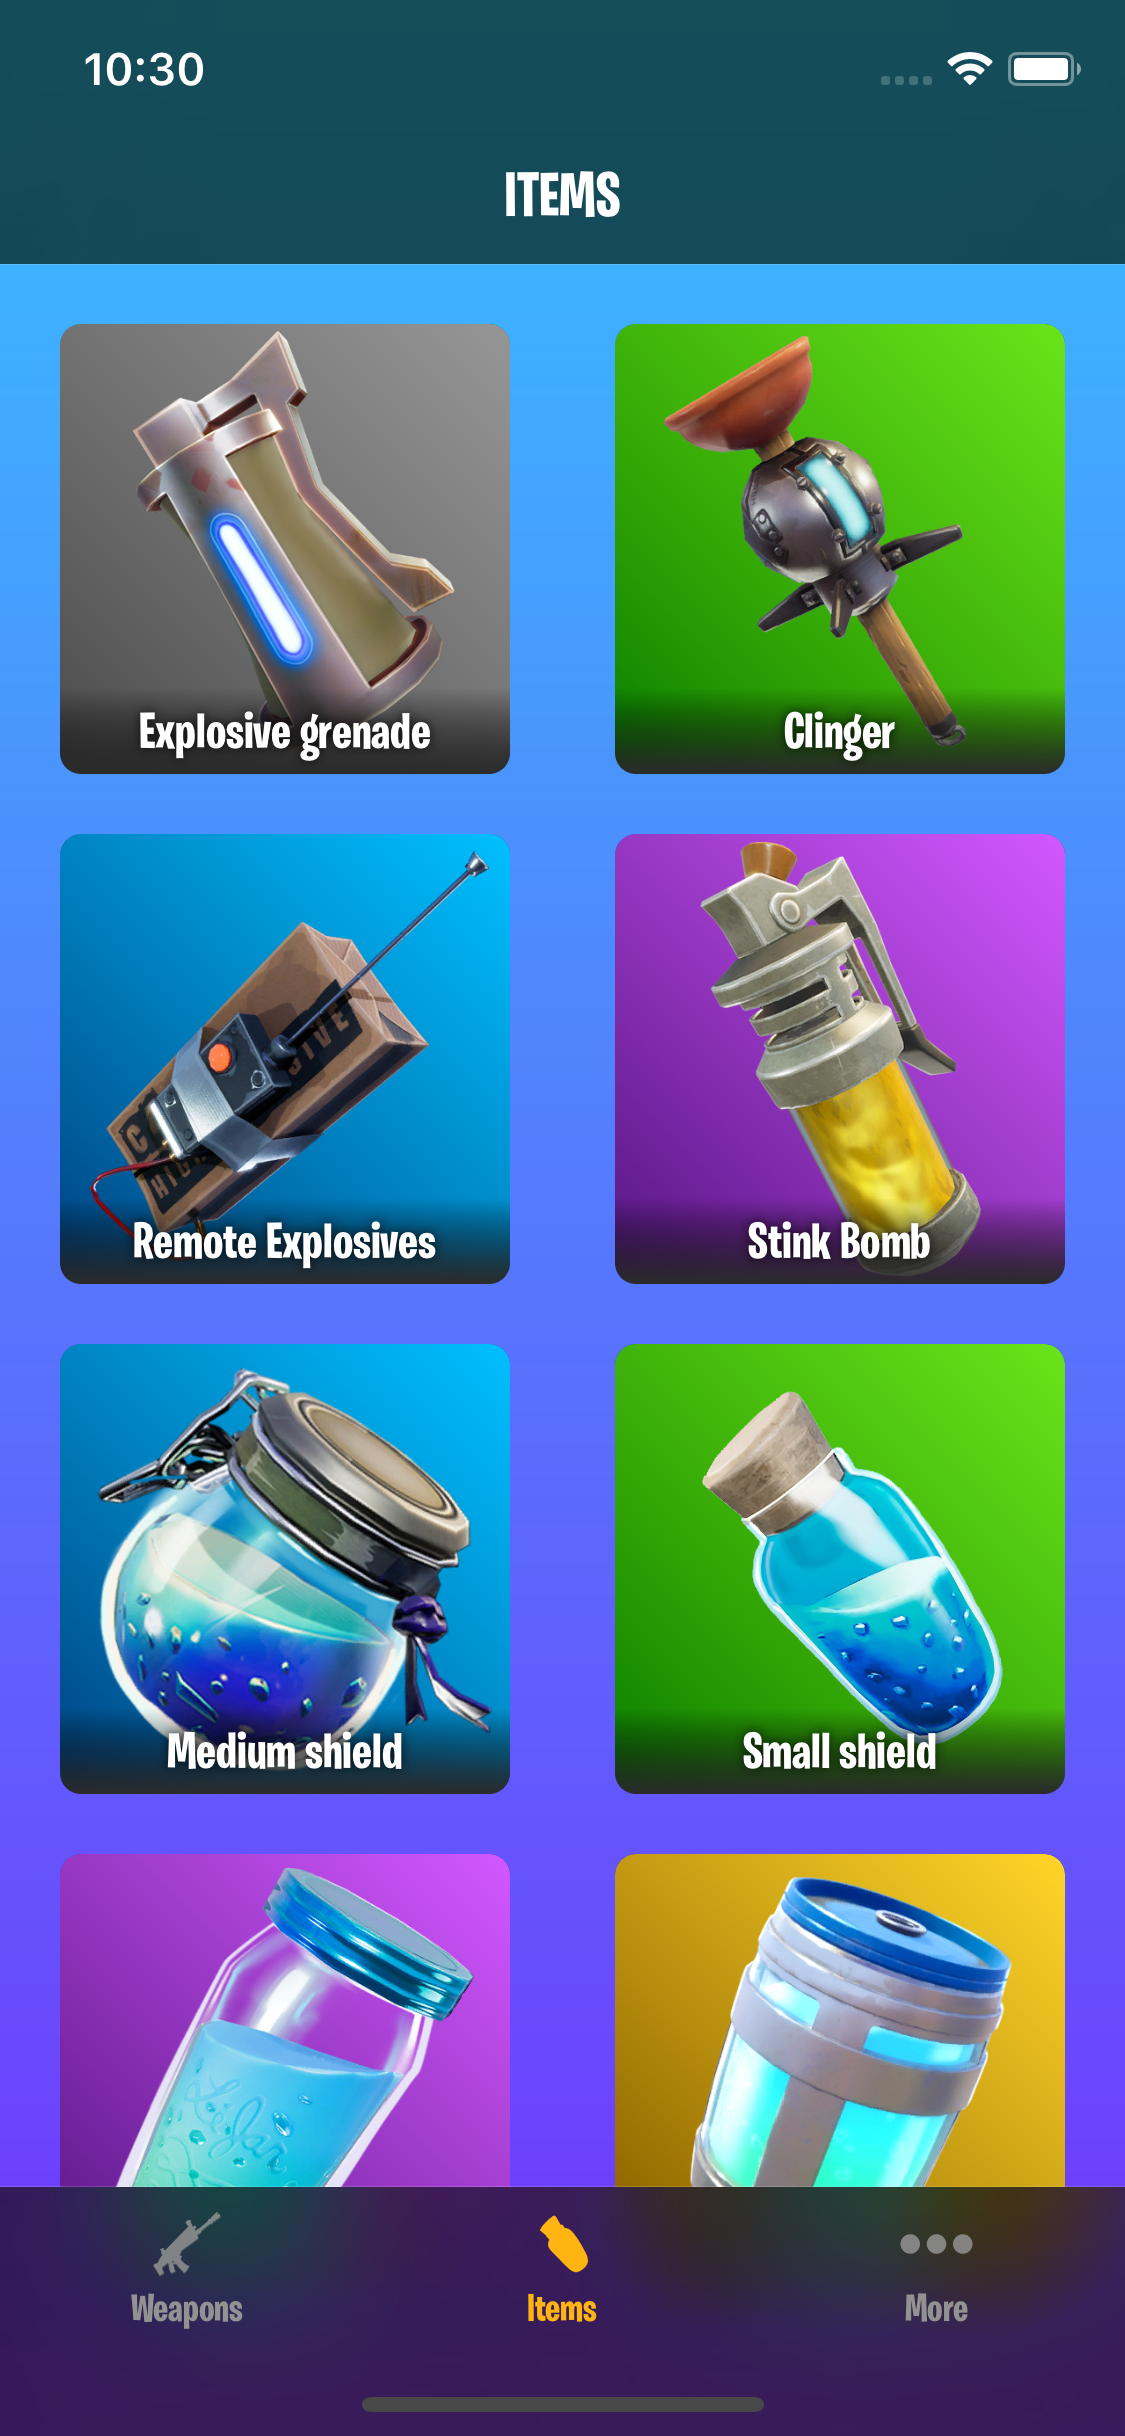 10:30
ITEMS
Explosive grenade
Clinger
Remote Explosives
Stink Bomb
Medium shield
Small shield
Weapons
Items
More